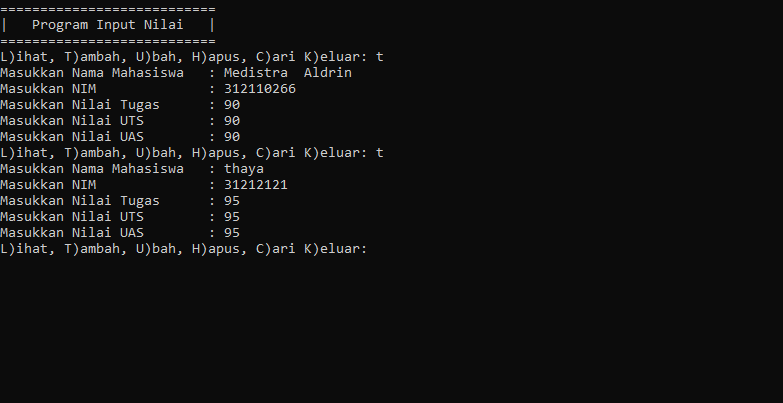 ===========================
|   Program Input Nilai   |
===========================
L)ihat, T)ambah, U)bah, H)apus, C)ari K)eluar: t
Masukkan Nama Mahasiswa   : Medistra  Aldrin
Masukkan NIM              : 312110266
Masukkan Nilai Tugas      : 90
Masukkan Nilai UTS        : 90
Masukkan Nilai UAS        : 90
L)ihat, T)ambah, U)bah, H)apus, C)ari K)eluar: t
Masukkan Nama Mahasiswa   : thaya
Masukkan NIM              : 31212121
Masukkan Nilai Tugas      : 95
Masukkan Nilai UTS        : 95
Masukkan Nilai UAS        : 95
L)ihat, T)ambah, U)bah, H)apus, C)ari K)eluar: